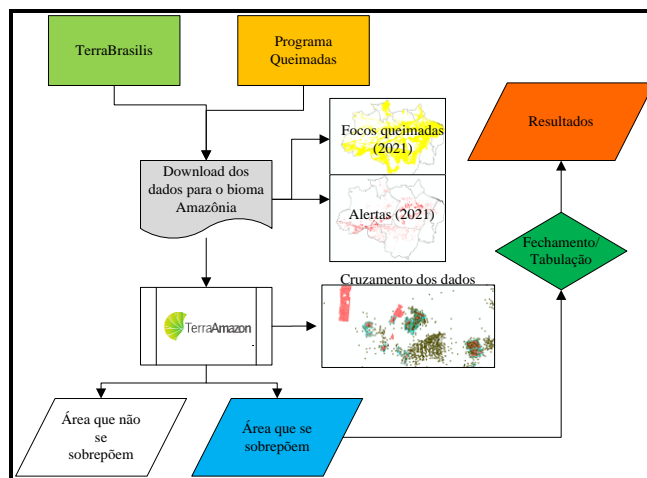 TerraBrasilis
Programa
Queimadas
Focos queimadas
(2021)
Resultados
Download dos
dados para o bioma
Amazônia
Alertas (2021)
Fechamento/
Tabulação
Cruzamento dos dados
TerraAmazon
Área que não
se
sobrepõem
Área que se
sobrepõem